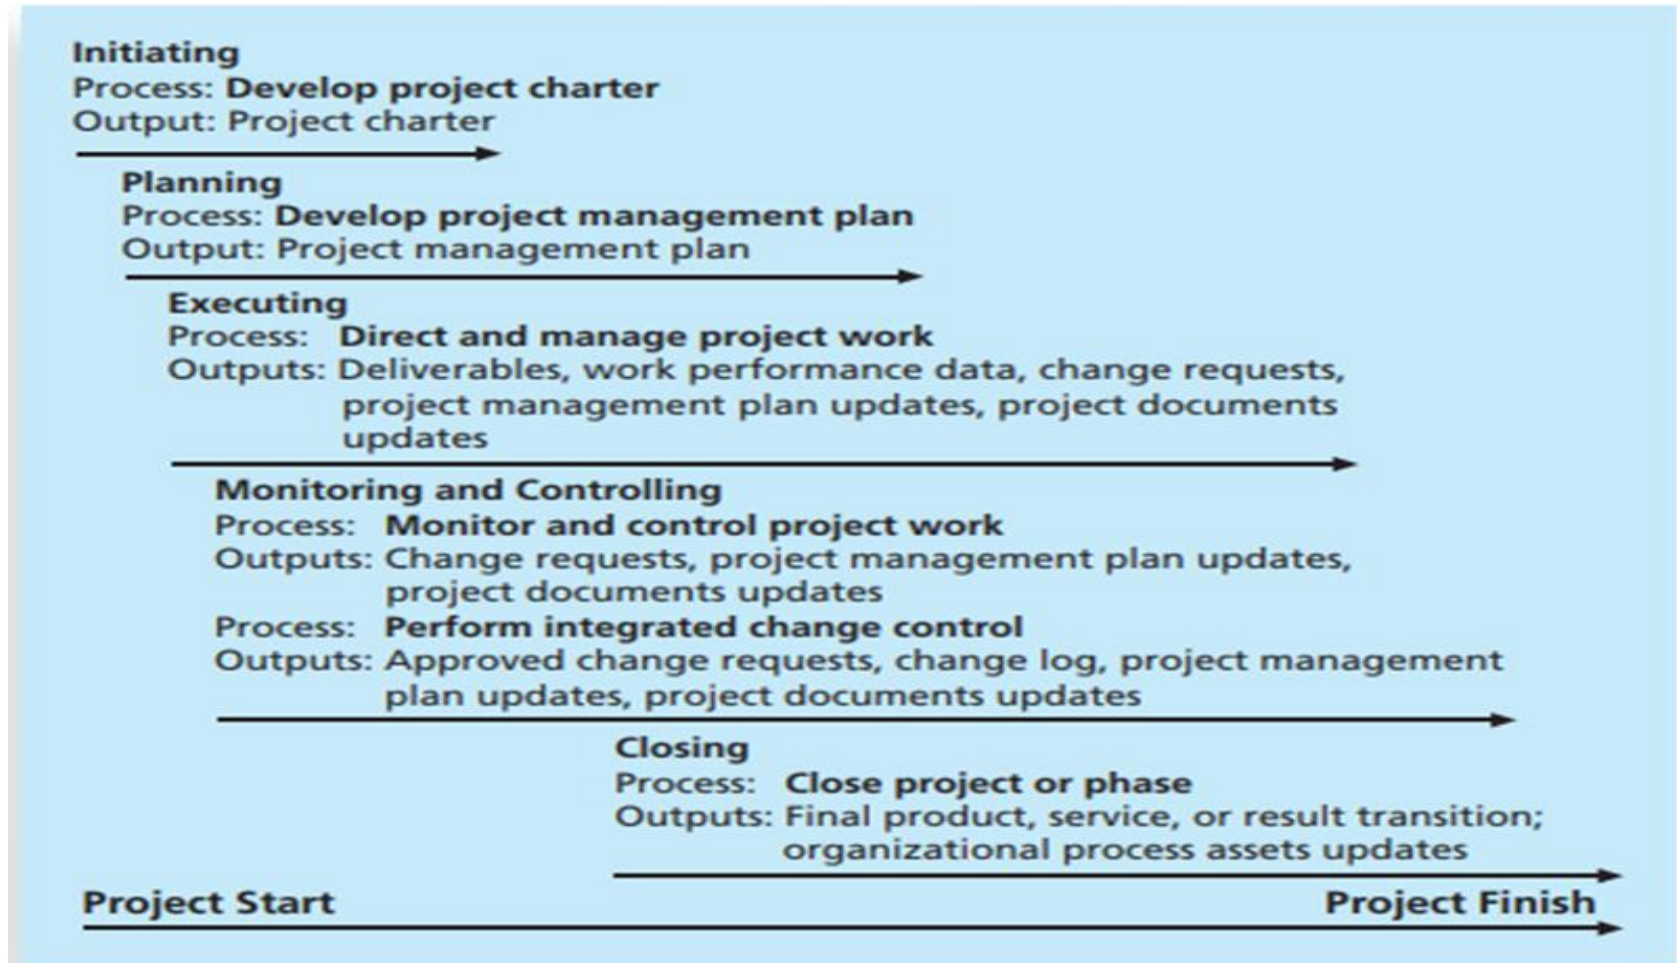 Initiating
Process: Develop project charter
Output: Project charter
Planning
Process: Develop project management plan
Output: Project management plan
Executing
Process: Direct and manage project work
Outputs: Deliverables, work performance data, change requests,
project management plan updates, project documents
updates
Monitoring and Controlling
Process: Monitor and control project work
Outputs: Change requests, project management plan updates,
project documents updates
Process: Perform integrated change control
Outputs: Approved change requests, change log, project management
plan updates, project documents updates
Closing
Process: Close project or phase
Outputs: Final product, service, or result transition;
organizational process assets updates
Project Start Project Finish